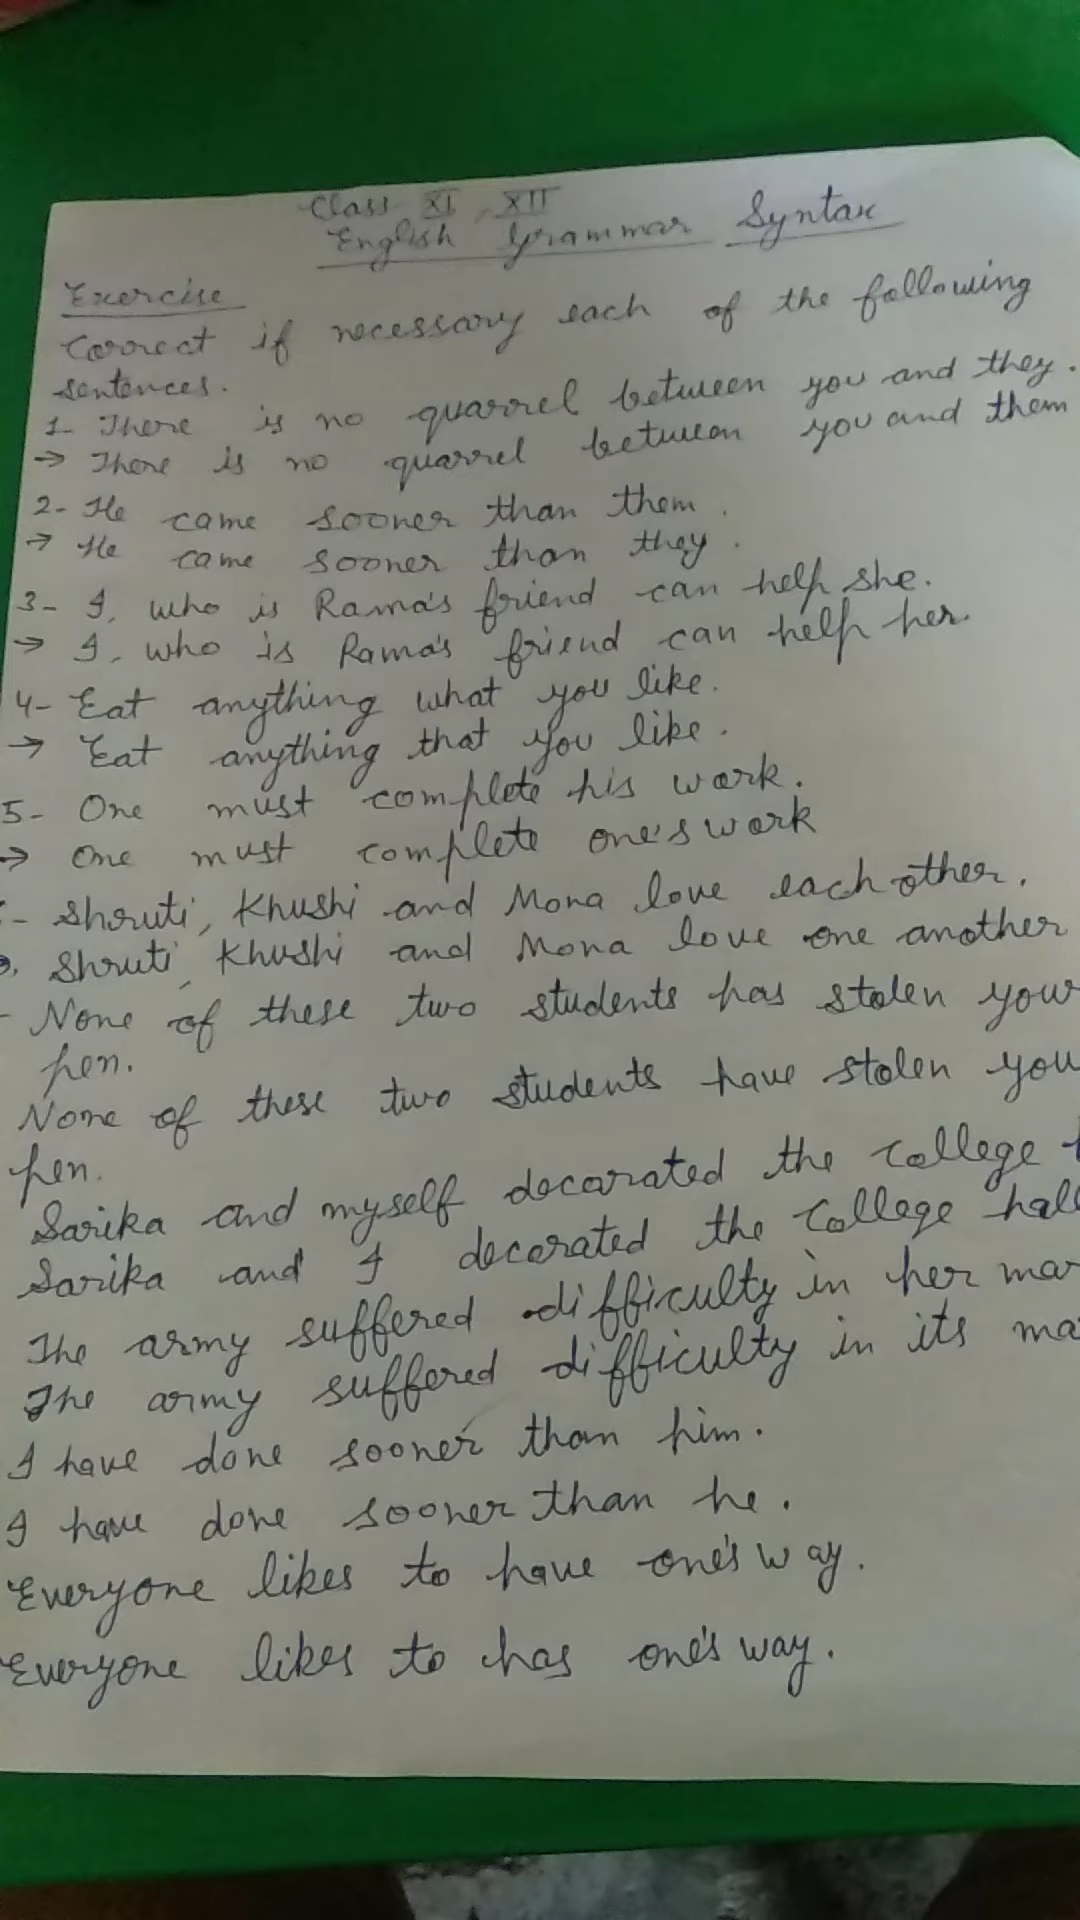 Class XI, XII
English Grammar Syntax
Exercise
Correct if necessary each of the following
sentences.
1- There is no quarrel between you and they.
→ There is no quarrel between you and them
2- He came sooner than them.
→ He came sooner than they.
3- I, who is Rama's friend can help she.
→ I, who is Rama's friend can help her.
4- Eat anything what you like.
→ Eat anything that you like.
5- One must complete his work.
→ One must complete one's work
- Shruti, Khushi and Mona love each other.
Shruti, Khushi and Mona love one another
- None of these two students has stolen your
pen.
None of these two students have stolen you
pen.
Sarika and myself decorated the college
Sarika and I decorated the college hall
The army suffered difficulty in her mar
The army suffered difficulty in its ma
I have done sooner than him.
I have done sooner than he.
Everyone likes to have one's way.
Everyone likes to has one's way.